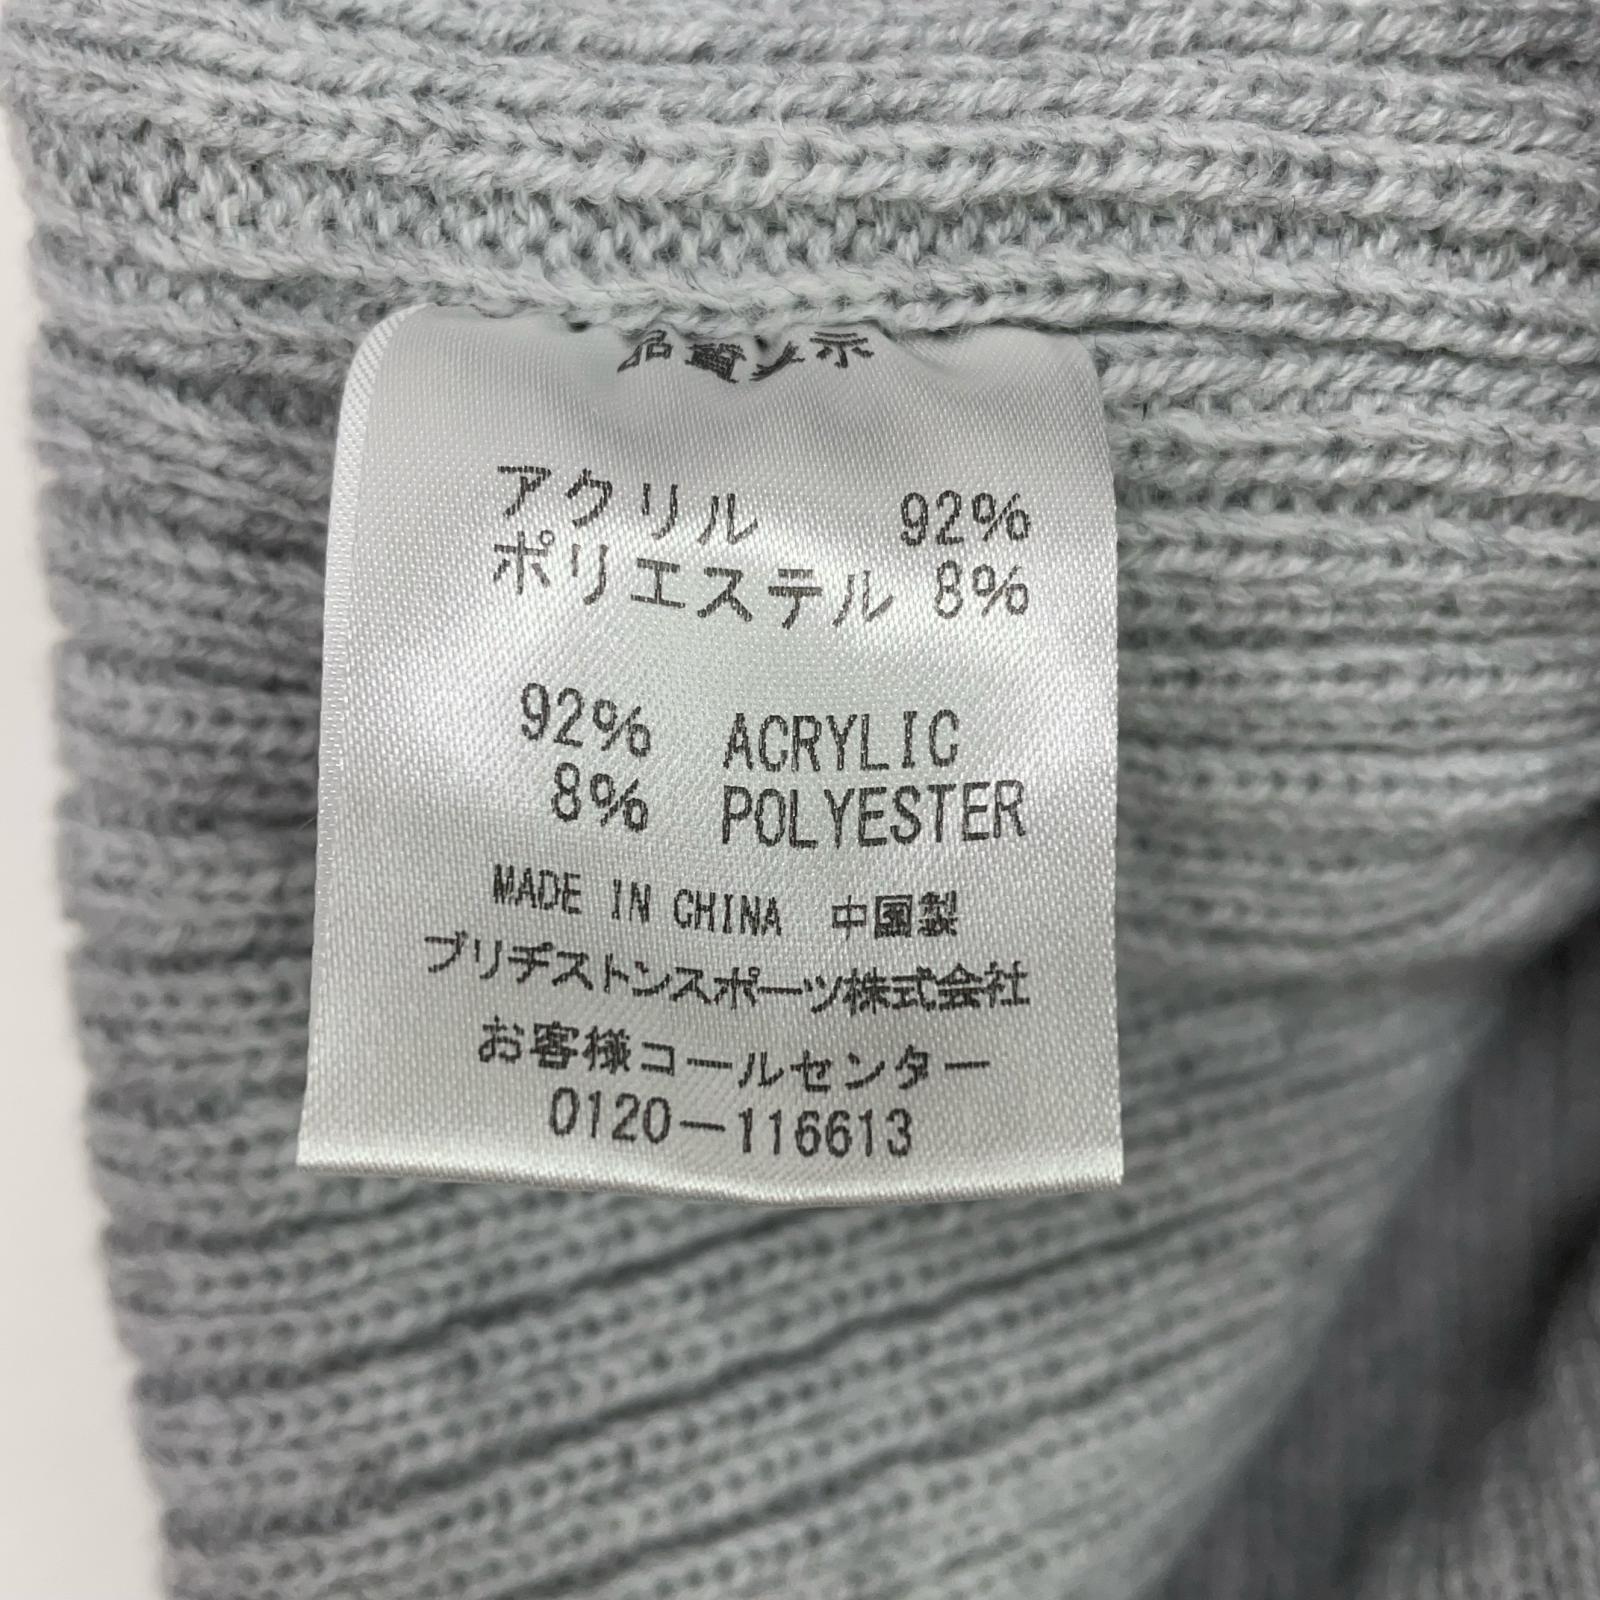 品質表示
アクリル 92%
ポリエステル 8%
92% ACRYLIC
8% POLYESTER
MADE IN CHINA 中国製
ブリヂストンスポーツ株式会社
お客様コールセンター
0120-116613